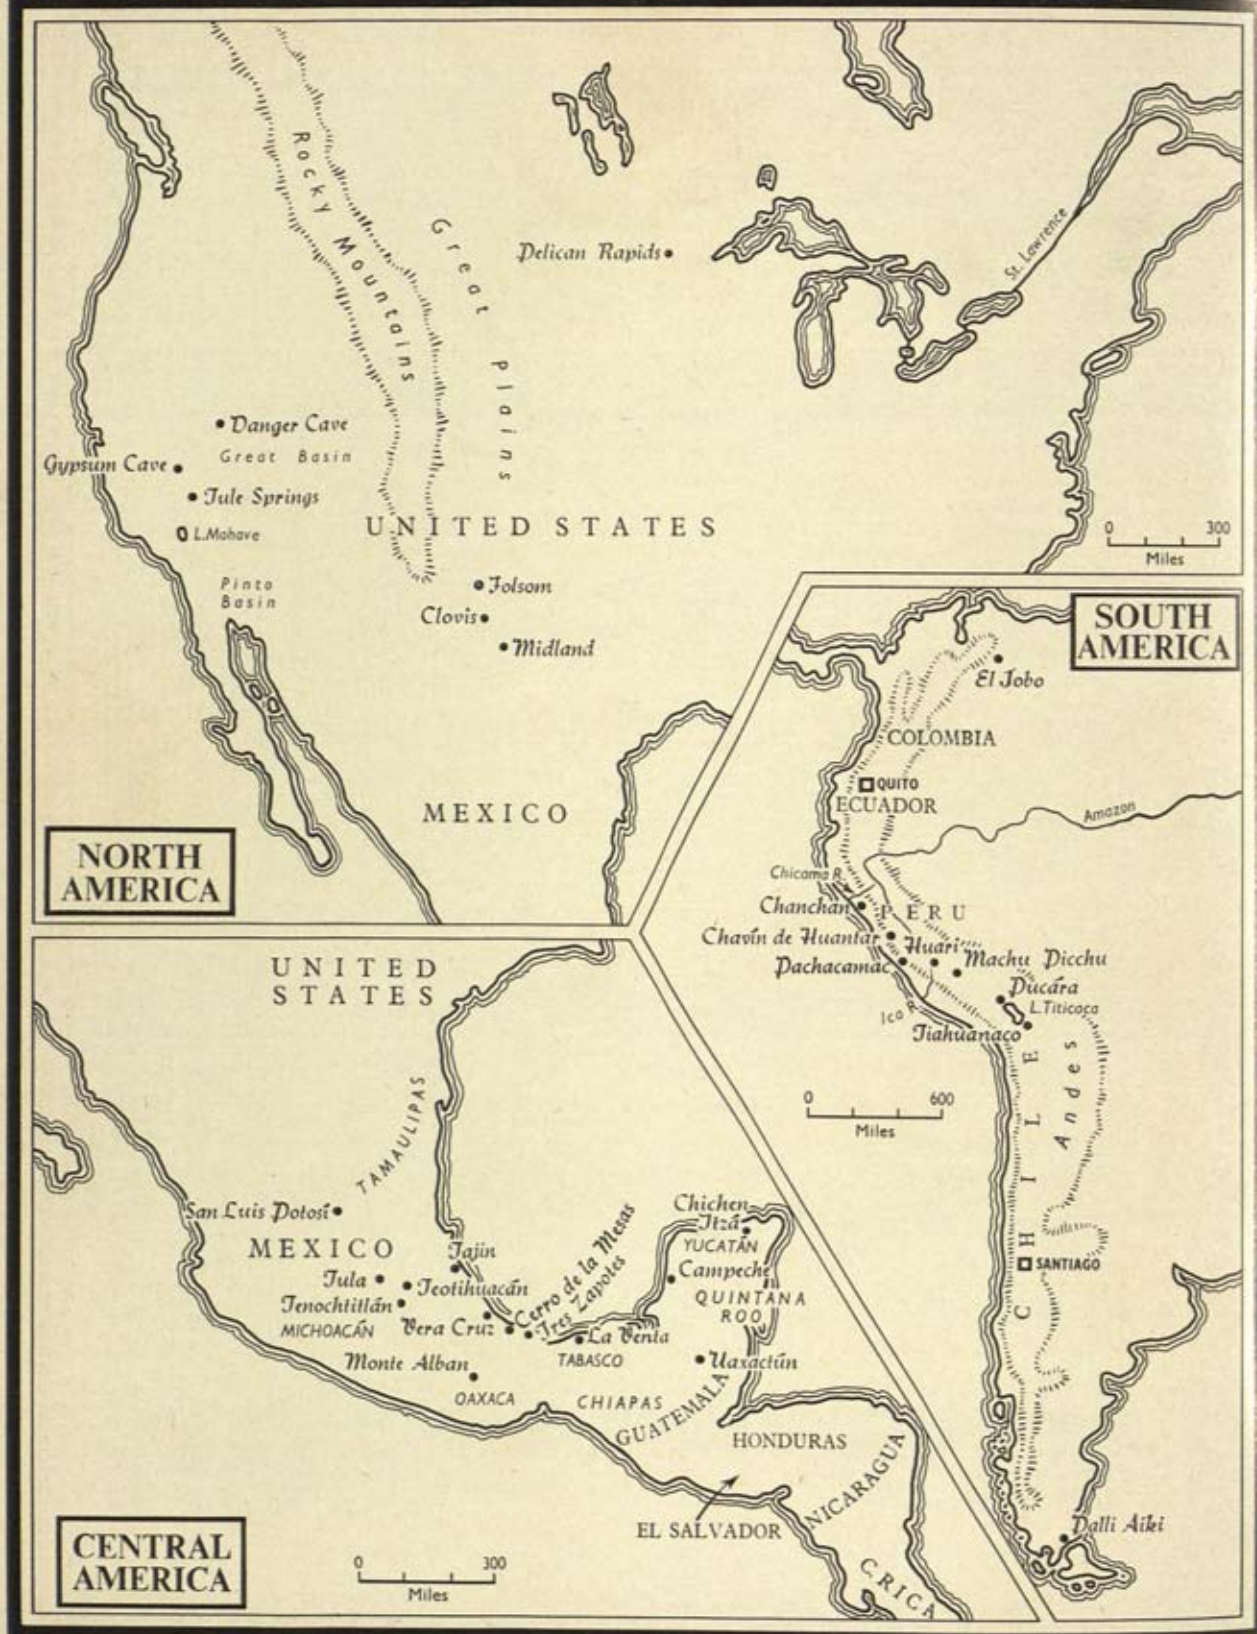 Rocky Mountains
Great Plains
Pelican Rapids
St. Lawrence
Danger Cave
Great Basin
Gypsum Cave
Tule Springs
L.Mohave
UNITED STATES
Pinto
Basin
Folsom
Clovis
Midland
0 300
Miles
MEXICO
NORTH
AMERICA
SOUTH
AMERICA
El Jobo
COLOMBIA
QUITO
ECUADOR
Amazon
Chicama R.
Chanchan
PERU
Chavín de Huantar
Huari
Machu Picchu
Pachacamac
Pucára
L.Titicaca
Ica R.
Tiahuanaco
CHILE
Andes
0 600
Miles
SANTIAGO
Palli Aiki
UNITED
STATES
TAMAULIPAS
San Luis Potosí
MEXICO
Tajín
Tula
Teotihuacán
Tenochtitlán
MICHOACÁN
Vera Cruz
Cerro de la Mesas
Tres Zapotes
Chichen
Itzá
YUCATÁN
Campeche
QUINTANA
ROO
La Venta
TABASCO
Monte Alban
OAXACA
Uaxactún
CHIAPAS
GUATEMALA
HONDURAS
NICARAGUA
EL SALVADOR
C.RICA
CENTRAL
AMERICA
0 300
Miles